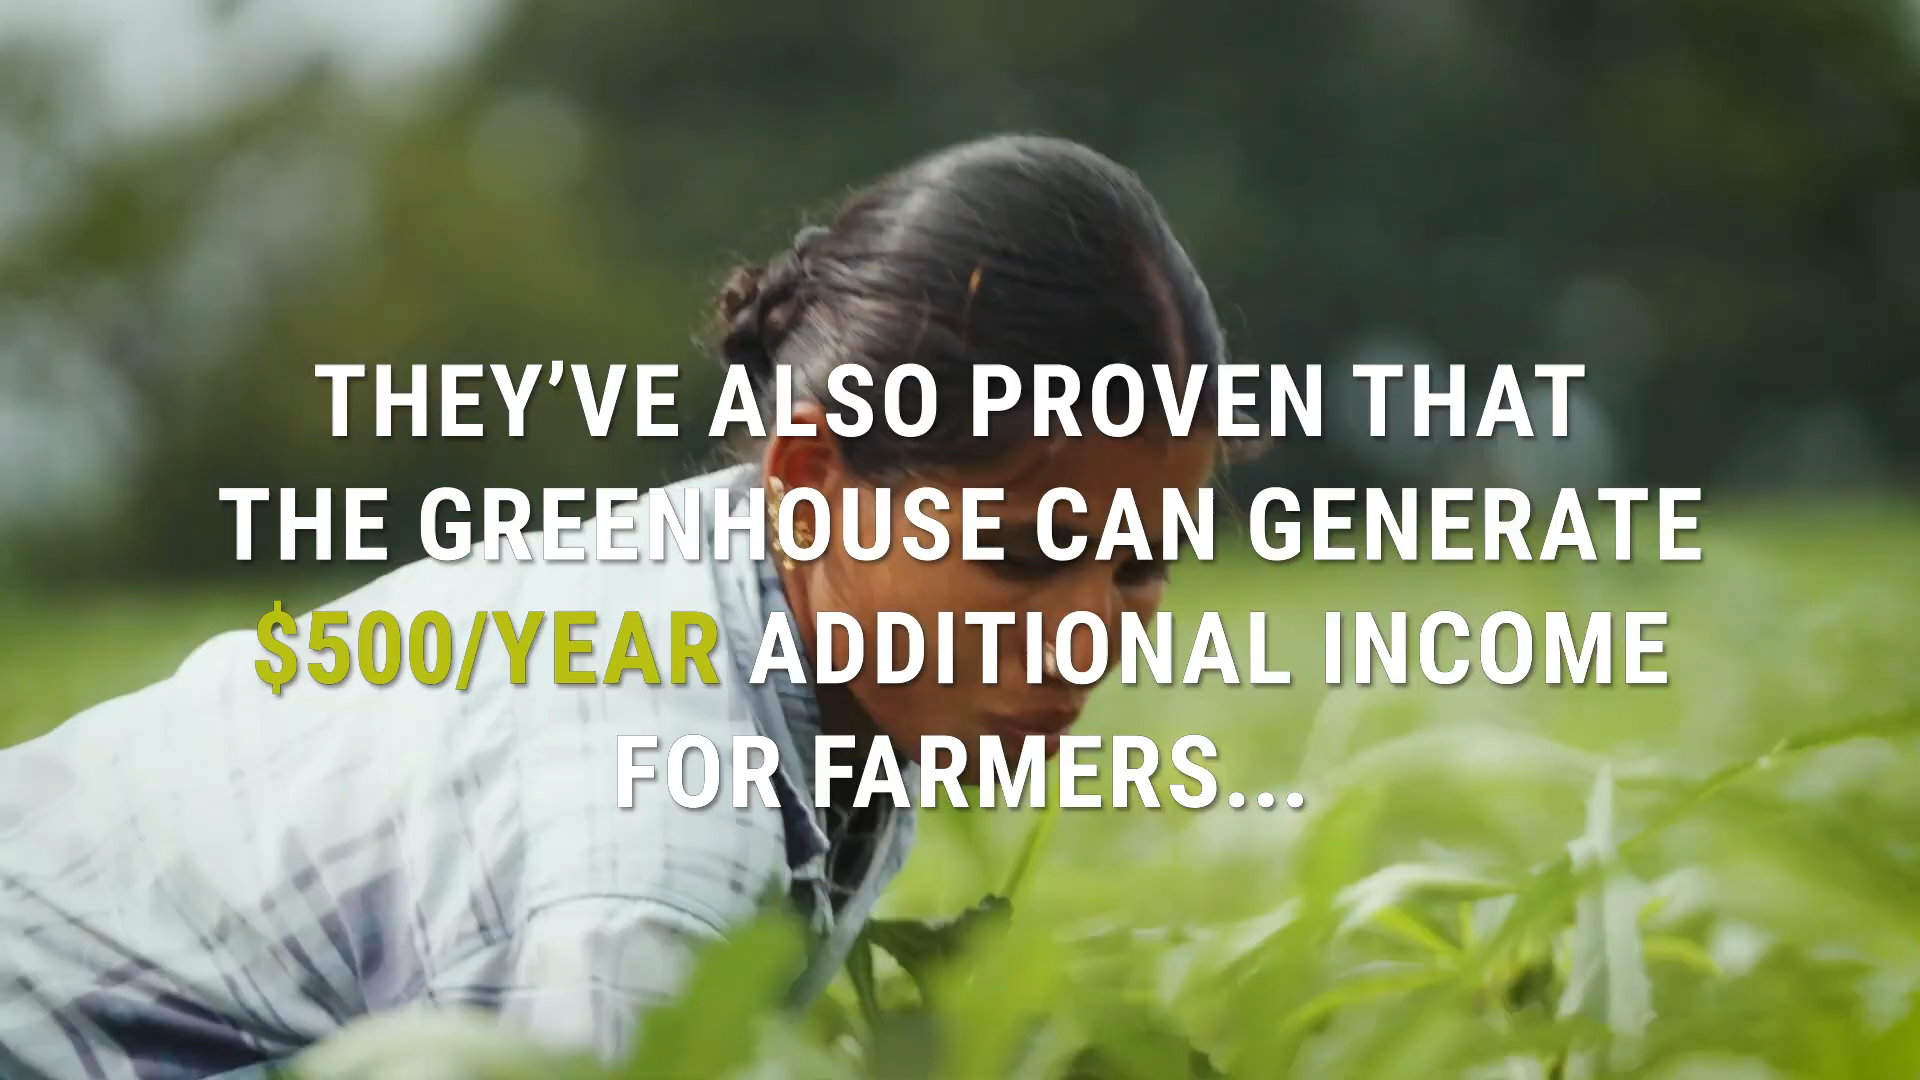 THEY’VE ALSO PROVEN THAT
THE GREENHOUSE CAN GENERATE
$500/YEAR ADDITIONAL INCOME
FOR FARMERS...